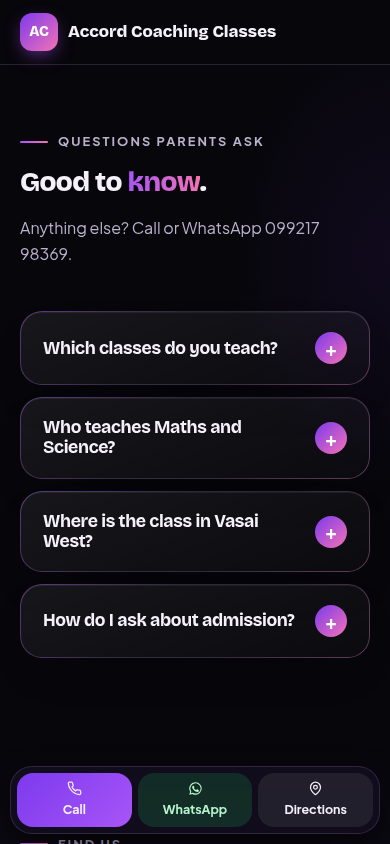 AC Accord Coaching Classes
QUESTIONS PARENTS ASK
Good to know.
Anything else? Call or WhatsApp 099217
98369.
Which classes do you teach?
+
Who teaches Maths and
Science?
+
Where is the class in Vasai
West?
+
How do I ask about admission?
+
Call
WhatsApp
Directions
FIND US